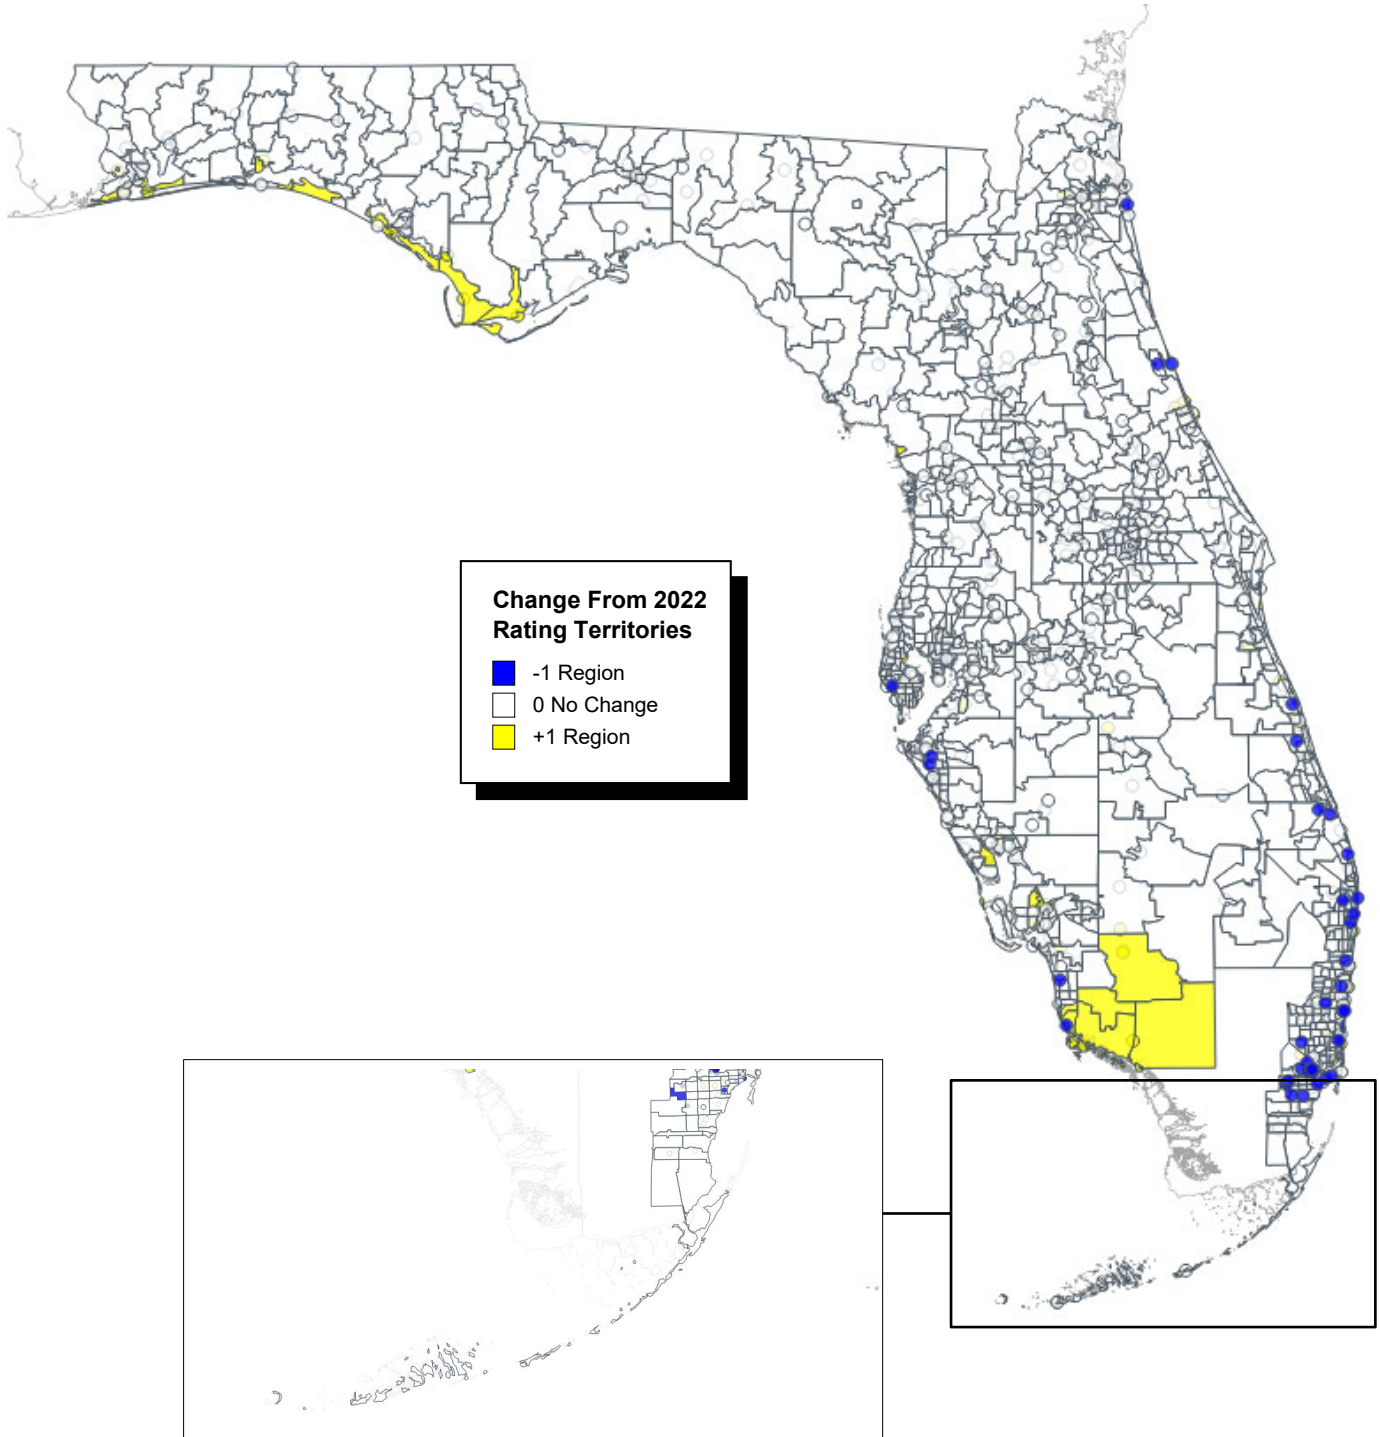 Change From 2022
Rating Territories
-1 Region
0 No Change
+1 Region